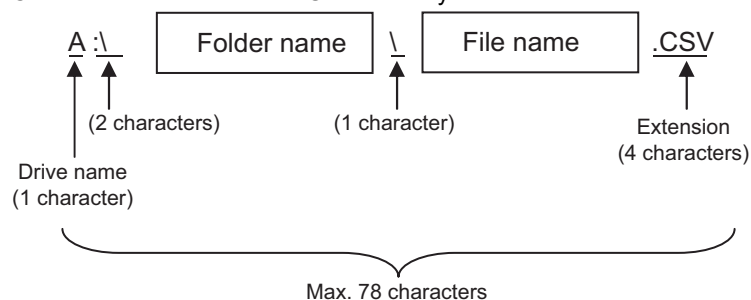 A :\ Folder name \ File name .CSV
(2 characters) (1 character) Extension
(4 characters)
Drive name
(1 character)
Max. 78 characters